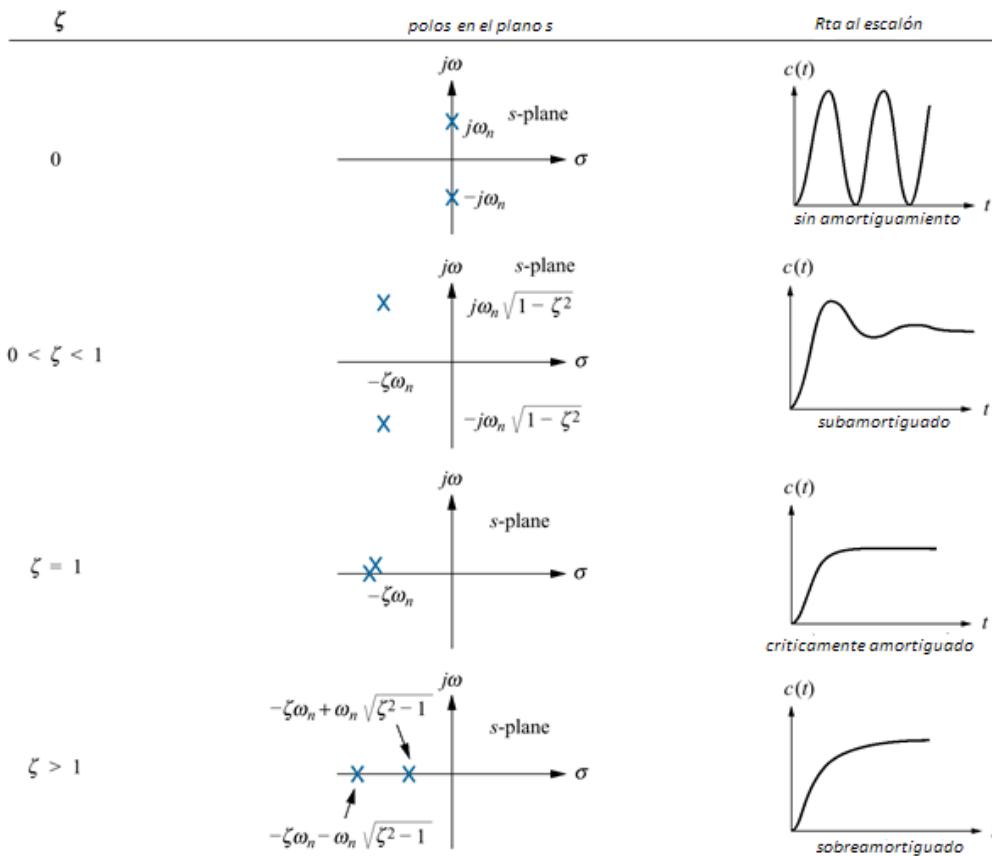 ζ
polos en el plano s
Rta al escalón
0
jω
s-plane
jωn
σ
−jωn
c(t)
t
sin amortiguamiento
0 < ζ < 1
jω
s-plane
jωn √1 − ζ²
σ
−ζωn
−jωn √1 − ζ²
c(t)
t
subamortiguado
ζ = 1
jω
s-plane
σ
−ζωn
c(t)
t
criticamente amortiguado
ζ > 1
jω
−ζωn + ωn √ζ² − 1
s-plane
σ
−ζωn − ωn √ζ² − 1
c(t)
sobreamortiguado